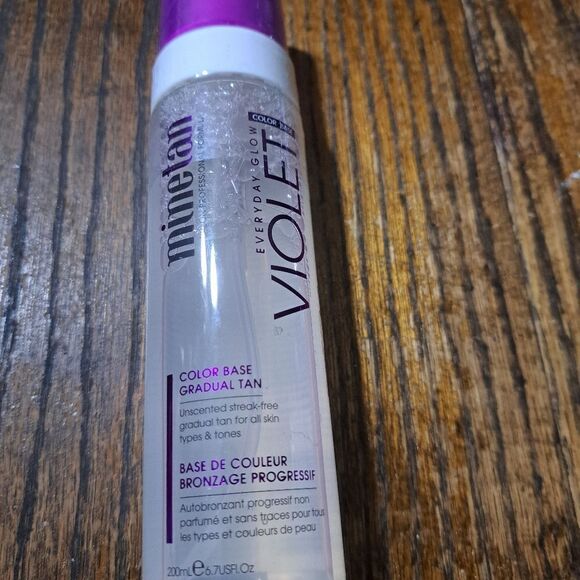 minetan
COLOR BASE
EVERYDAY GLOW
VIOLET
COLOR BASE
GRADUAL TAN
Unscented streak-free
gradual tan for all skin
types & tones
BASE DE COULEUR
BRONZAGE PROGRESSIF
Autobronzant progressif non
parfumé et sans traces pour tous
les types et couleurs de peau
200mLe6.7USFl.Oz